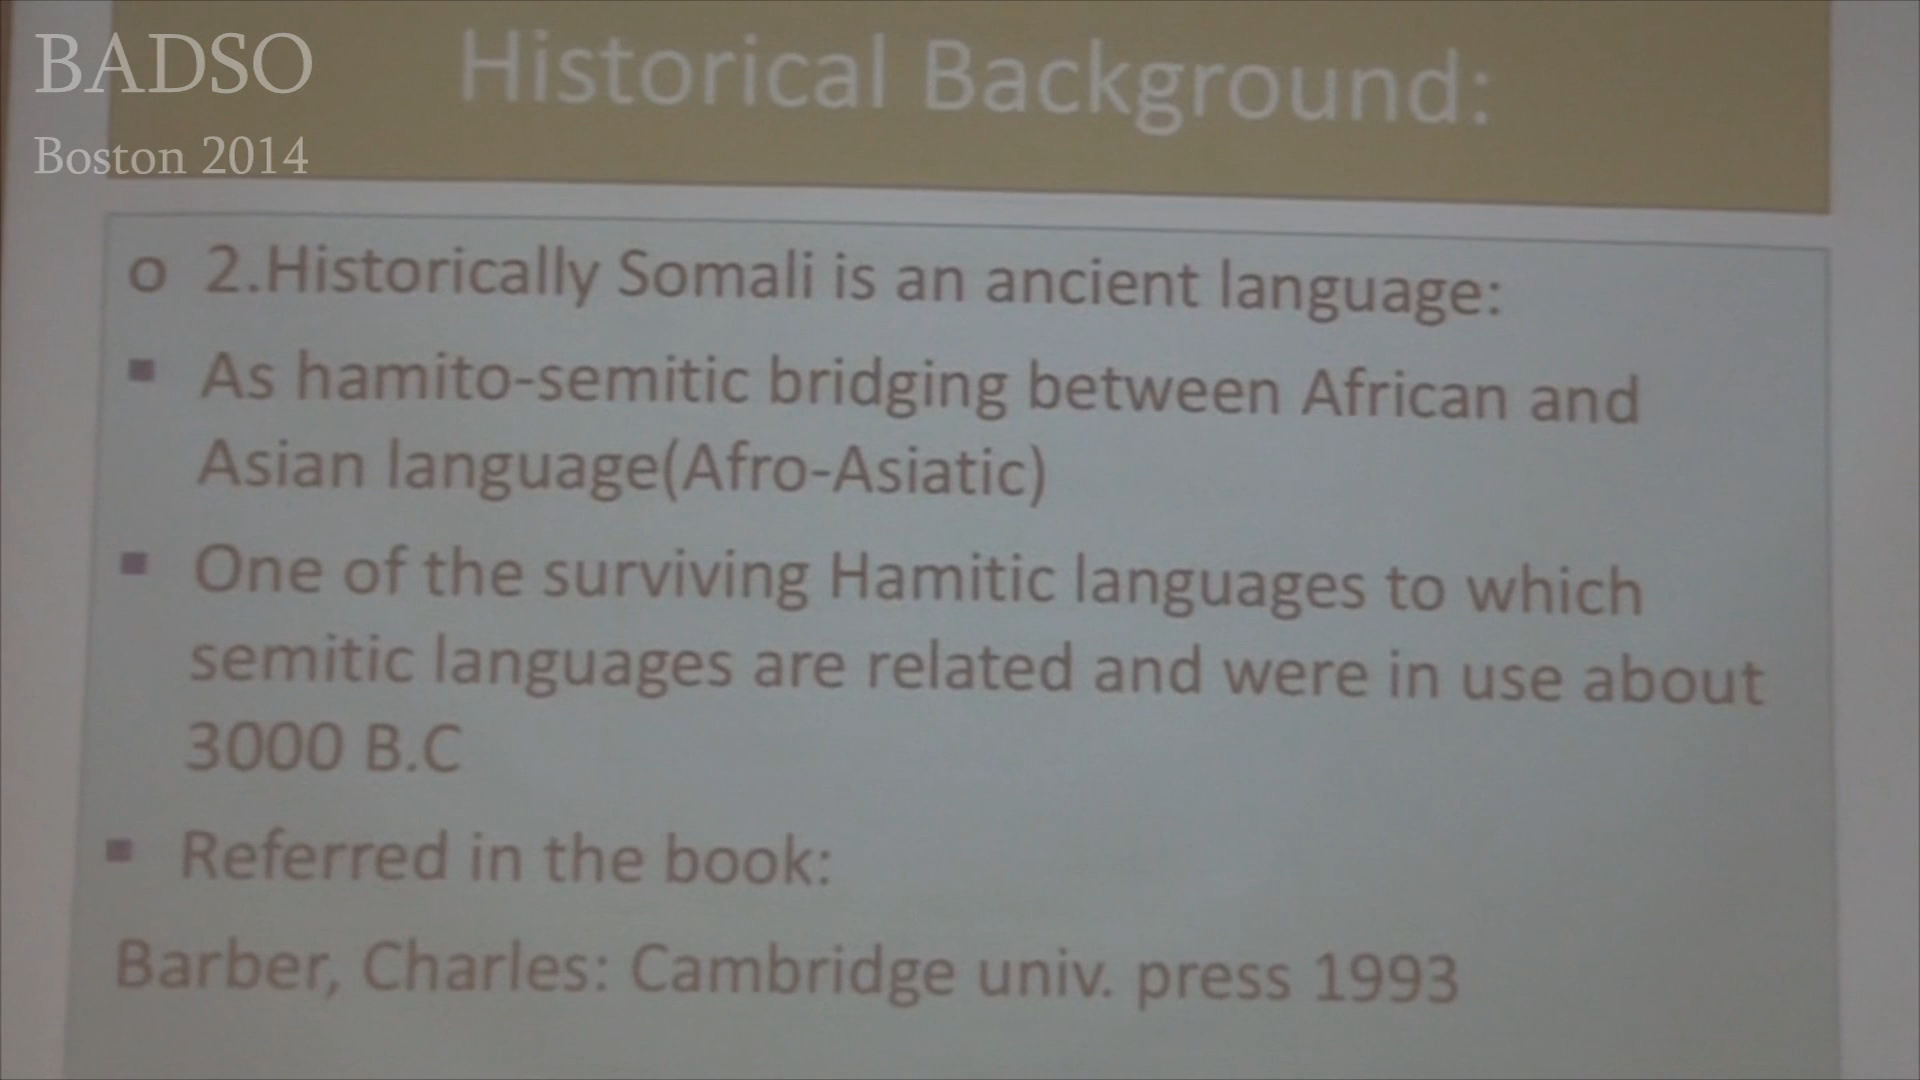 BADSO
Boston 2014
Historical Background:
o 2.Historically Somali is an ancient language:
▪ As hamito-semitic bridging between African and
Asian language(Afro-Asiatic)
▪ One of the surviving Hamitic languages to which
semitic languages are related and were in use about
3000 B.C
▪ Referred in the book:
Barber, Charles: Cambridge univ. press 1993